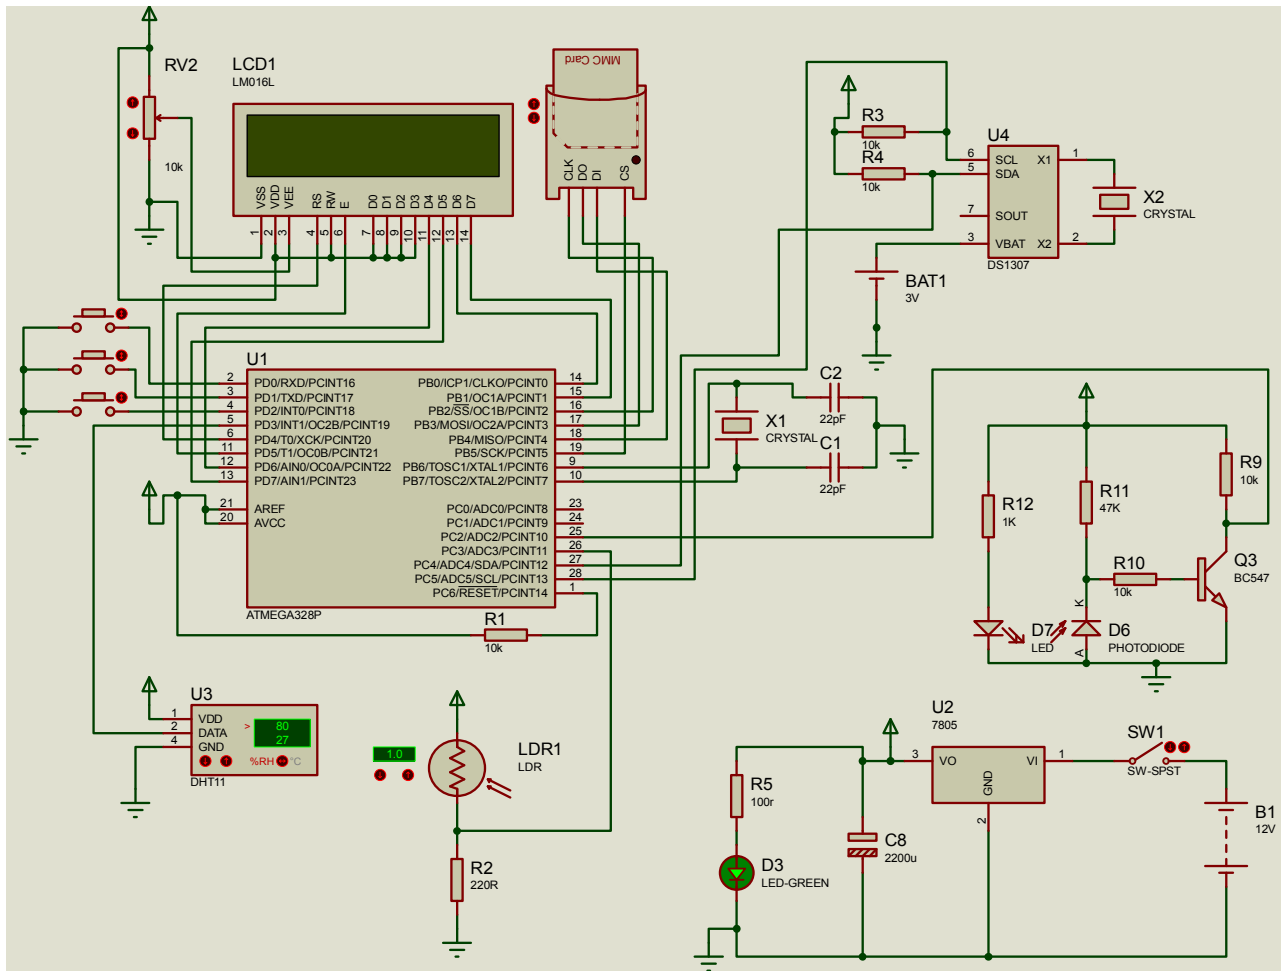 RV2
10k
LCD1
LM016L
VSS
VDD
VEE
RS
RW
E
D0
D1
D2
D3
D4
D5
D6
D7
1
2
3
4
5
6
7
8
9
10
11
12
13
14
MMC Card
CLK
DO
DI
CS
R3
10k
R4
10k
U4
6 SCL X1 1
5 SDA
7 SOUT
3 VBAT X2 2
DS1307
X2
CRYSTAL
BAT1
3V
U1
2 PD0/RXD/PCINT16 PB0/ICP1/CLKO/PCINT0 14
3 PD1/TXD/PCINT17 PB1/OC1A/PCINT1 15
4 PD2/INT0/PCINT18 PB2/SS/OC1B/PCINT2 16
5 PD3/INT1/OC2B/PCINT19 PB3/MOSI/OC2A/PCINT3 17
6 PD4/T0/XCK/PCINT20 PB4/MISO/PCINT4 18
11 PD5/T1/OC0B/PCINT21 PB5/SCK/PCINT5 19
12 PD6/AIN0/OC0A/PCINT22 PB6/TOSC1/XTAL1/PCINT6 9
13 PD7/AIN1/PCINT23 PB7/TOSC2/XTAL2/PCINT7 10
21 AREF PC0/ADC0/PCINT8 23
20 AVCC PC1/ADC1/PCINT9 24
PC2/ADC2/PCINT10 25
PC3/ADC3/PCINT11 26
PC4/ADC4/SDA/PCINT12 27
PC5/ADC5/SCL/PCINT13 28
PC6/RESET/PCINT14 1
ATMEGA328P
X1
CRYSTAL
C2
22pF
C1
22pF
R1
10k
R12
1K
R11
47K
R9
10k
R10
10k
Q3
BC547
D7
LED
K
A
D6
PHOTODIODE
U3
1 VDD
2 DATA
4 GND
> 80
27
%RH °C
DHT11
1.0
LDR1
LDR
R2
220R
U2
7805
3 VO VI 1
GND
2
SW1
SW-SPST
B1
12V
R5
100r
C8
2200u
D3
LED-GREEN